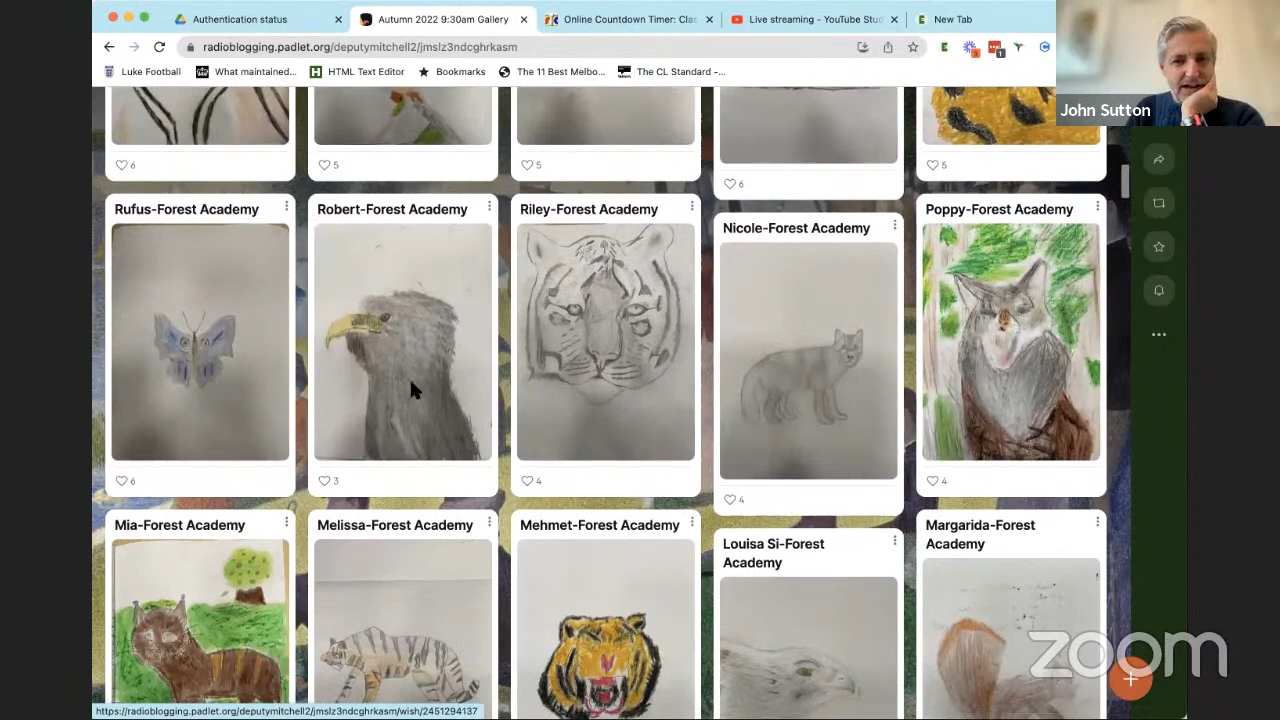 Authentication status
Autumn 2022 9:30am Gallery
Online Countdown Timer: Clas
Live streaming - YouTube Stud
New Tab
radioblogging.padlet.org/deputymitchell2/jmslz3ndcghrkasm
Luke Football
What maintained...
HTML Text Editor
Bookmarks
The 11 Best Melbo...
The CL Standard -...
John Sutton
6
5
5
6
5
Rufus-Forest Academy
Robert-Forest Academy
Riley-Forest Academy
Nicole-Forest Academy
Poppy-Forest Academy
6
3
4
4
4
Mia-Forest Academy
Melissa-Forest Academy
Mehmet-Forest Academy
Louisa Si-Forest
Academy
Margarida-Forest
Academy
zoom
https://radioblogging.padlet.org/deputymitchell2/jmslz3ndcghrkasm/wish/2451294137